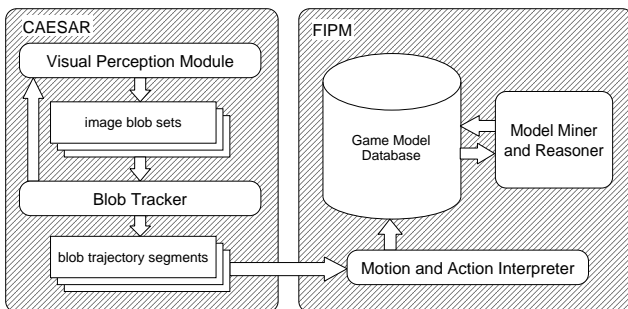 CAESAR
Visual Perception Module
image blob sets
Blob Tracker
blob trajectory segments
FIPM
Game Model
Database
Model Miner
and Reasoner
Motion and Action Interpreter